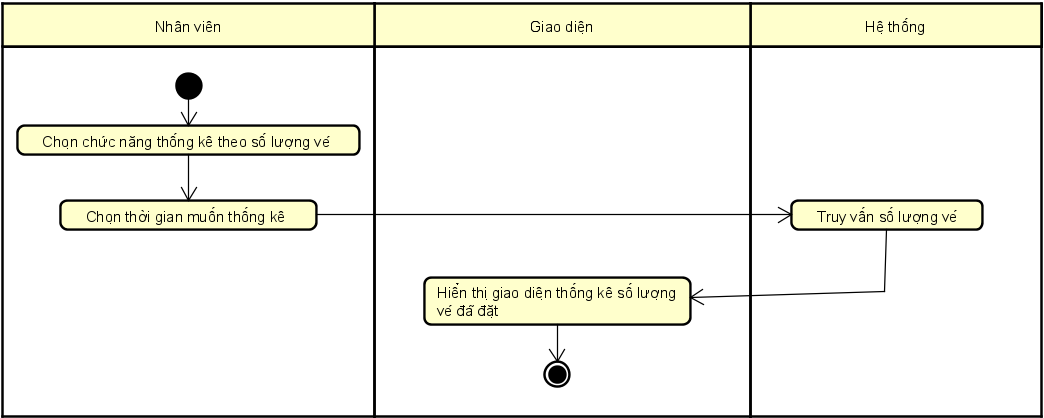 Nhân viên
Giao diện
Hệ thống
Chọn chức năng thống kê theo số lượng vé
Chọn thời gian muốn thống kê
Truy vấn số lượng vé
Hiển thị giao diện thống kê số lượng
vé đã đặt